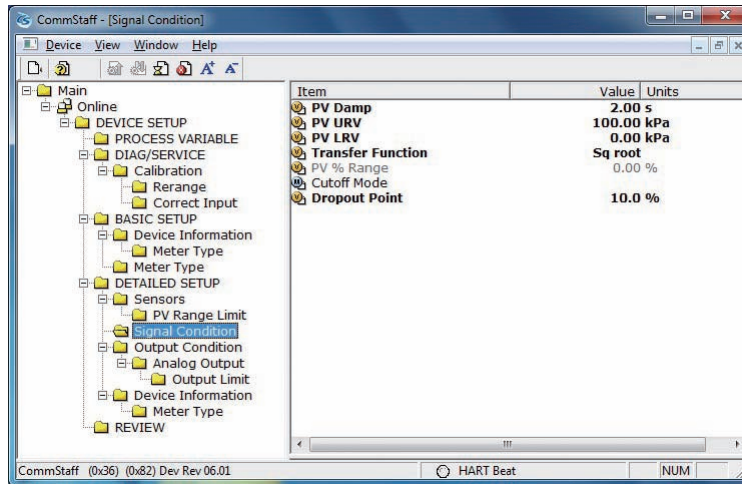 CommStaff - [Signal Condition]
Device View Window Help
A+ A-
Main
Online
DEVICE SETUP
PROCESS VARIABLE
DIAG/SERVICE
Calibration
Rerange
Correct Input
BASIC SETUP
Device Information
Meter Type
Meter Type
DETAILED SETUP
Sensors
PV Range Limit
Signal Condition
Output Condition
Analog Output
Output Limit
Device Information
Meter Type
REVIEW
Item Value Units
PV Damp 2.00 s
PV URV 100.00 kPa
PV LRV 0.00 kPa
Transfer Function Sq root
PV % Range 0.00 %
Cutoff Mode
Dropout Point 10.0 %
CommStaff (0x36) (0x82) Dev Rev 06.01 HART Beat NUM